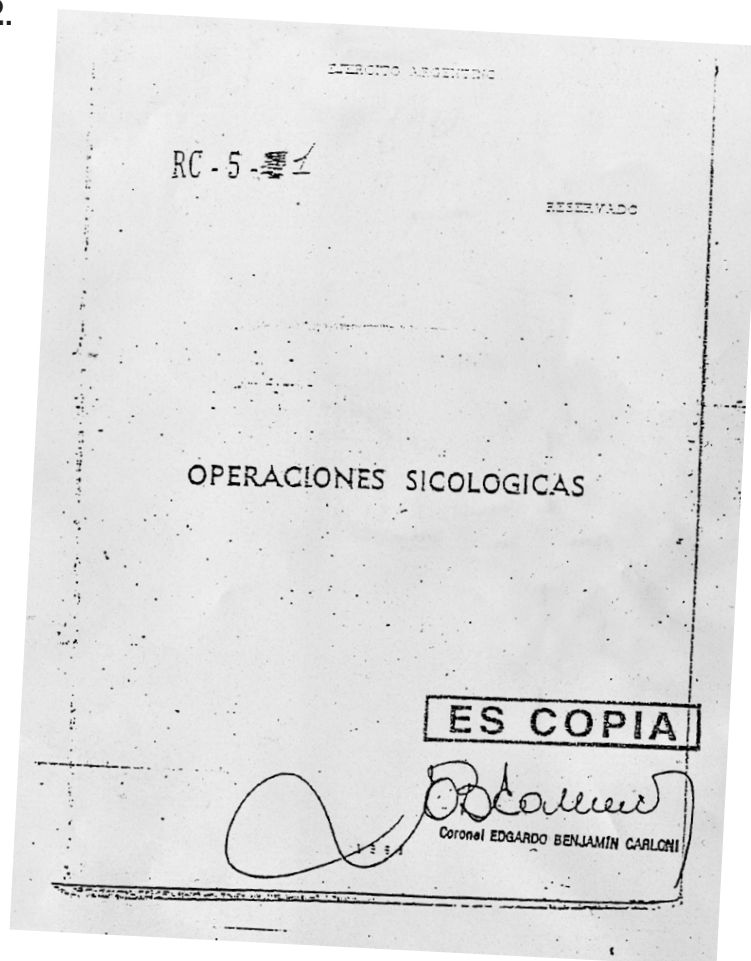 2.
EJERCITO ARGENTINO
RC - 5 - 1
RESERVADO
OPERACIONES SICOLOGICAS
ES COPIA
Coronel EDGARDO BENJAMIN CARLONI